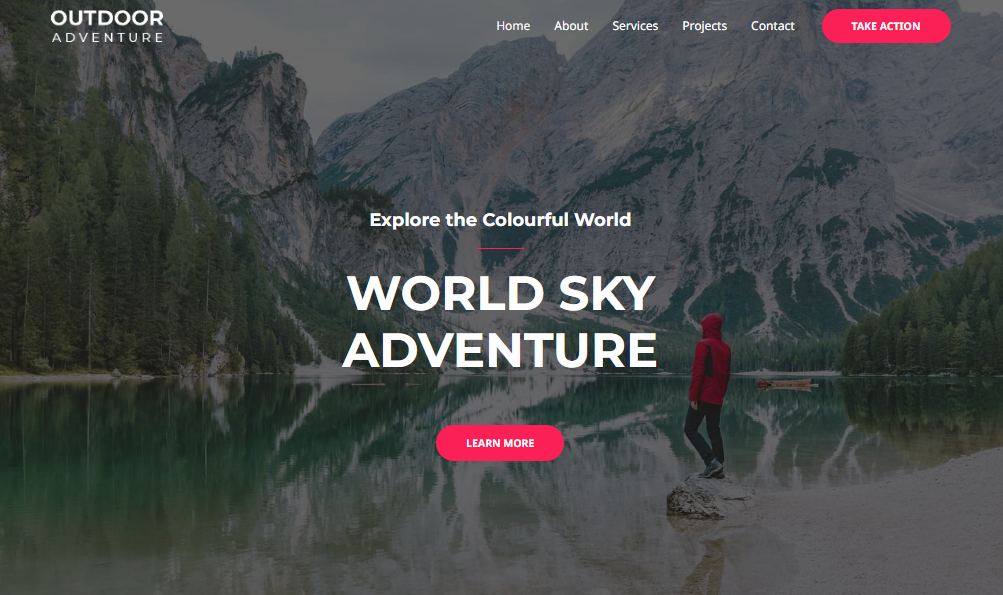 OUTDOOR
ADVENTURE
Home About Services Projects Contact TAKE ACTION
Explore the Colourful World
WORLD SKY
ADVENTURE
LEARN MORE